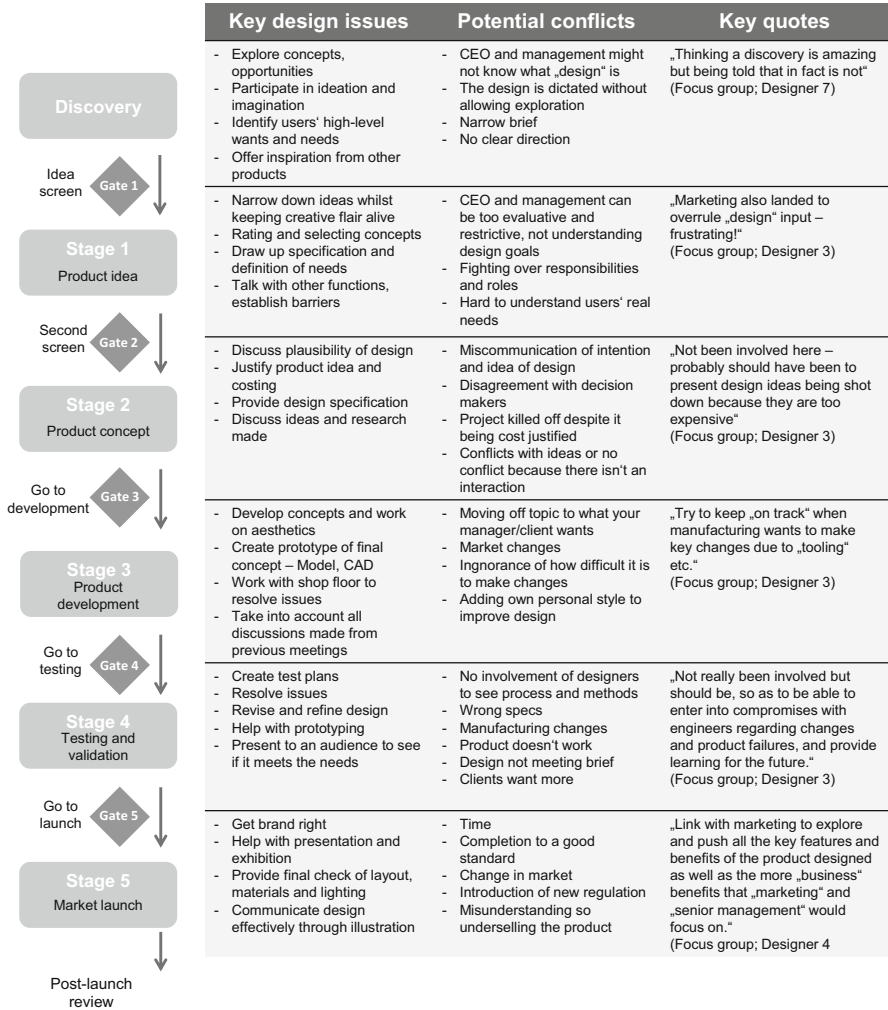 Key design issues
Potential conflicts
Key quotes
Discovery
- Explore concepts,
opportunities
- Participate in ideation and
imagination
- Identify users‘ high-level
wants and needs
- Offer inspiration from other
products
- CEO and management might
not know what „design“ is
- The design is dictated without
allowing exploration
- Narrow brief
- No clear direction
„Thinking a discovery is amazing
but being told that in fact is not“
(Focus group; Designer 7)
Idea
screen
Gate 1
Stage 1
Product idea
- Narrow down ideas whilst
keeping creative flair alive
- Rating and selecting concepts
- Draw up specification and
definition of needs
- Talk with other functions,
establish barriers
- CEO and management can
be too evaluative and
restrictive, not understanding
design goals
- Fighting over responsibilities
and roles
- Hard to understand users‘ real
needs
„Marketing also landed to
overrule „design“ input –
frustrating!“
(Focus group; Designer 3)
Second
screen
Gate 2
Stage 2
Product concept
- Discuss plausibility of design
- Justify product idea and
costing
- Provide design specification
- Discuss ideas and research
made
- Miscommunication of intention
and idea of design
- Disagreement with decision
makers
- Project killed off despite it
being cost justified
- Conflicts with ideas or no
conflict because there isn‘t an
interaction
„Not been involved here –
probably should have been to
present design ideas being shot
down because they are too
expensive“
(Focus group; Designer 3)
Go to
development
Gate 3
Stage 3
Product
development
- Develop concepts and work
on aesthetics
- Create prototype of final
concept – Model, CAD
- Work with shop floor to
resolve issues
- Take into account all
discussions made from
previous meetings
- Moving off topic to what your
manager/client wants
- Market changes
- Ingnorance of how difficult it is
to make changes
- Adding own personal style to
improve design
„Try to keep „on track“ when
manufacturing wants to make
key changes due to „tooling“
etc.“
(Focus group; Designer 3)
Go to
testing
Gate 4
Stage 4
Testing and
validation
- Create test plans
- Resolve issues
- Revise and refine design
- Help with prototyping
- Present to an audience to see
if it meets the needs
- No involvement of designers
to see process and methods
- Wrong specs
- Manufacturing changes
- Product doesn‘t work
- Design not meeting brief
- Clients want more
„Not really been involved but
should be, so as to be able to
enter into compromises with
engineers regarding changes
and product failures, and provide
learning for the future.“
(Focus group; Designer 3)
Go to
launch
Gate 5
Stage 5
Market launch
- Get brand right
- Help with presentation and
exhibition
- Provide final check of layout,
materials and lighting
- Communicate design
effectively through illustration
- Time
- Completion to a good
standard
- Change in market
- Introduction of new regulation
- Misunderstanding so
underselling the product
„Link with marketing to explore
and push all the key features and
benefits of the product designed
as well as the more „business“
benefits that „marketing“ and
„senior management“ would
focus on.“
(Focus group; Designer 4
Post-launch
review